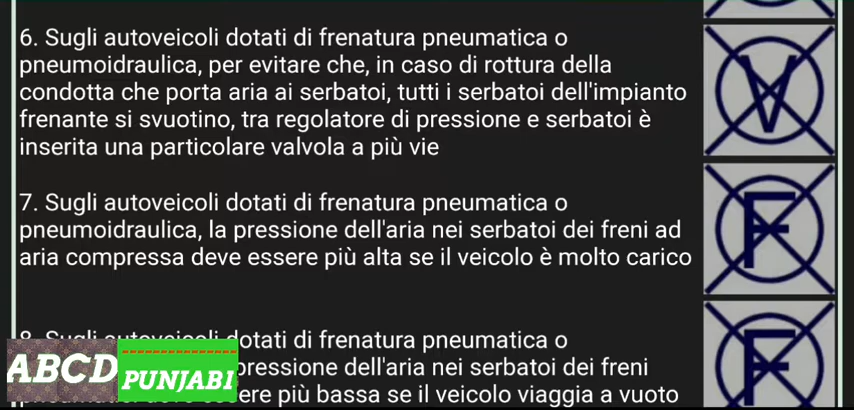 6. Sugli autoveicoli dotati di frenatura pneumatica o
pneumoidraulica, per evitare che, in caso di rottura della
condotta che porta aria ai serbatoi, tutti i serbatoi dell'impianto
frenante si svuotino, tra regolatore di pressione e serbatoi è
inserita una particolare valvola a più vie
V
7. Sugli autoveicoli dotati di frenatura pneumatica o
pneumoidraulica, la pressione dell'aria nei serbatoi dei freni ad
aria compressa deve essere più alta se il veicolo è molto carico
F
8. Sugli autoveicoli dotati di frenatura pneumatica o
pressione dell'aria nei serbatoi dei freni
più bassa se il veicolo viaggia a vuoto
F
ABCD PUNJABI